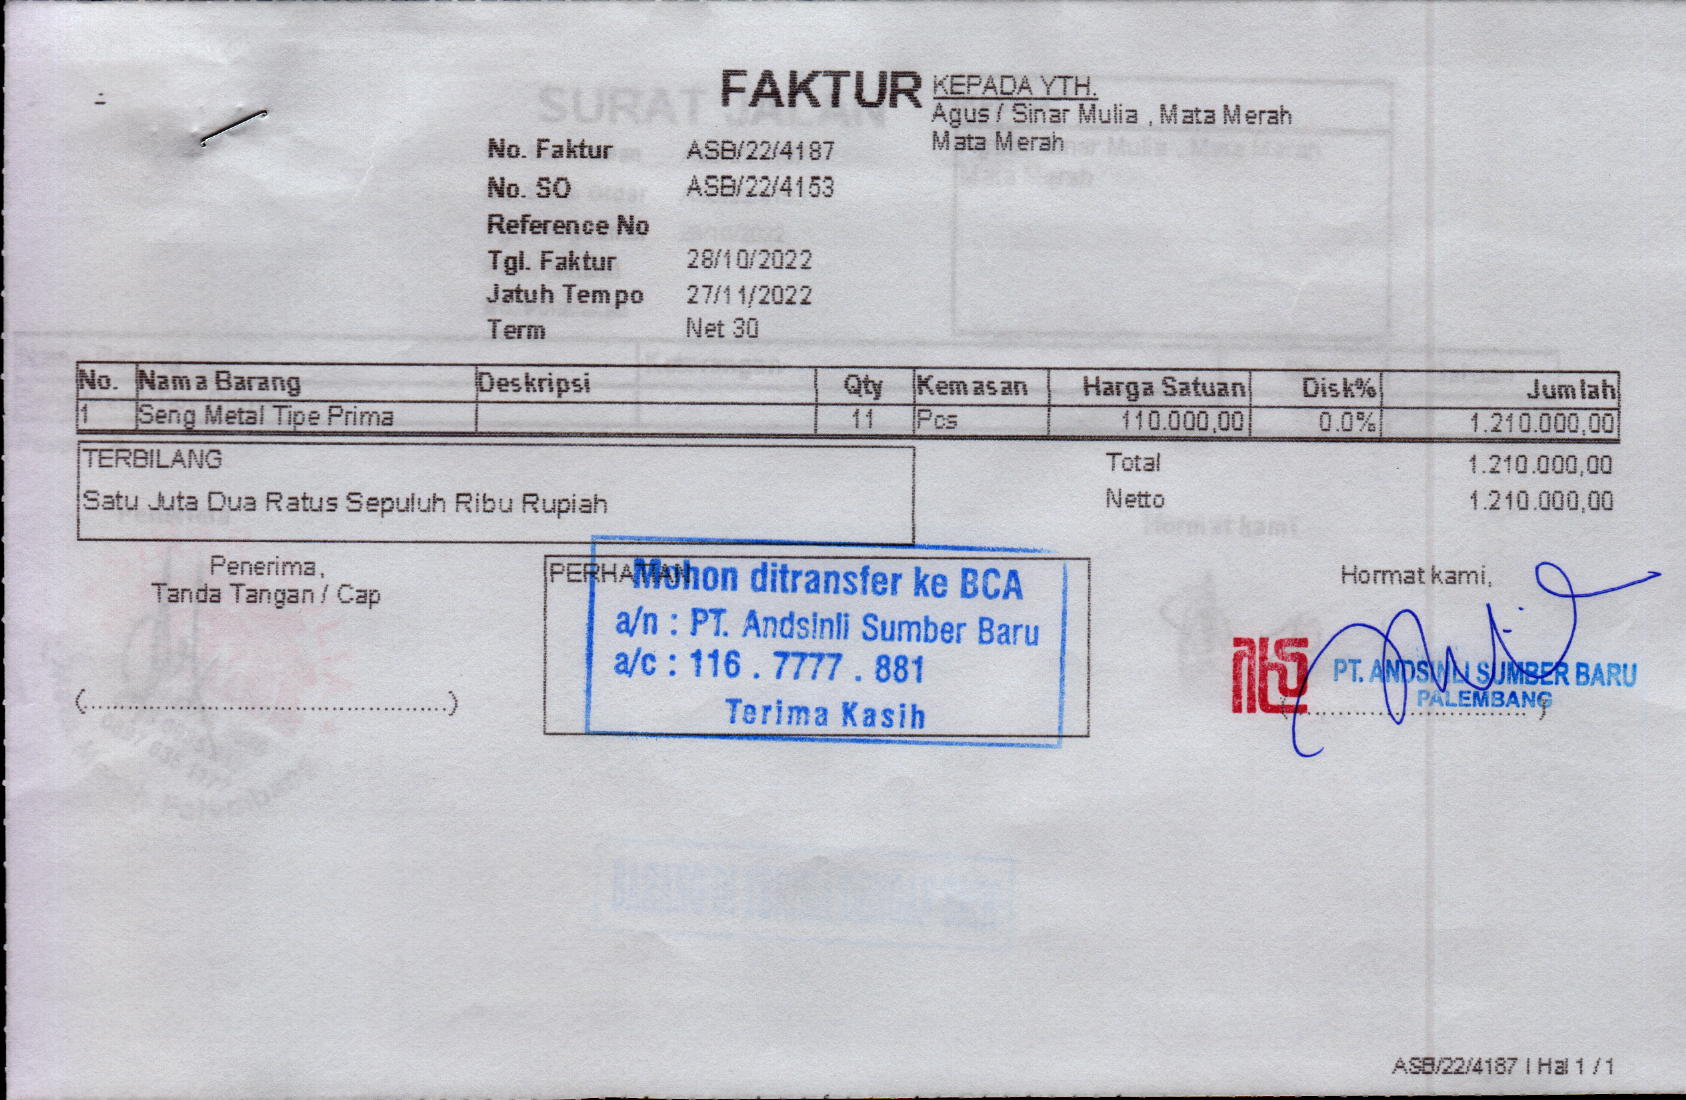 FAKTUR
KEPADA YTH.
Agus / Sinar Mulia , Mata Merah
Mata Merah
No. Faktur ASB/22/4187
No. SO ASB/22/4153
Reference No
Tgl. Faktur 28/10/2022
Jatuh Tempo 27/11/2022
Term Net 30
No. Nama Barang Deskripsi Qty Kemasan Harga Satuan Disk% Jumlah
1 Seng Metal Tipe Prima 11 Pcs 110.000,00 0.0% 1.210.000,00
TERBILANG
Satu Juta Dua Ratus Sepuluh Ribu Rupiah
Total 1.210.000,00
Netto 1.210.000,00
Penerima,
Tanda Tangan / Cap
(....................................................)
PERHATIAN
Mohon ditransfer ke BCA
a/n : PT. Andsinli Sumber Baru
a/c : 116 . 7777 . 881
Terima Kasih
Hormat kami,
PT. ANDSINLI SUMBER BARU
PALEMBANG
SURAT JALAN
ASB/22/4187 | Hal 1 / 1